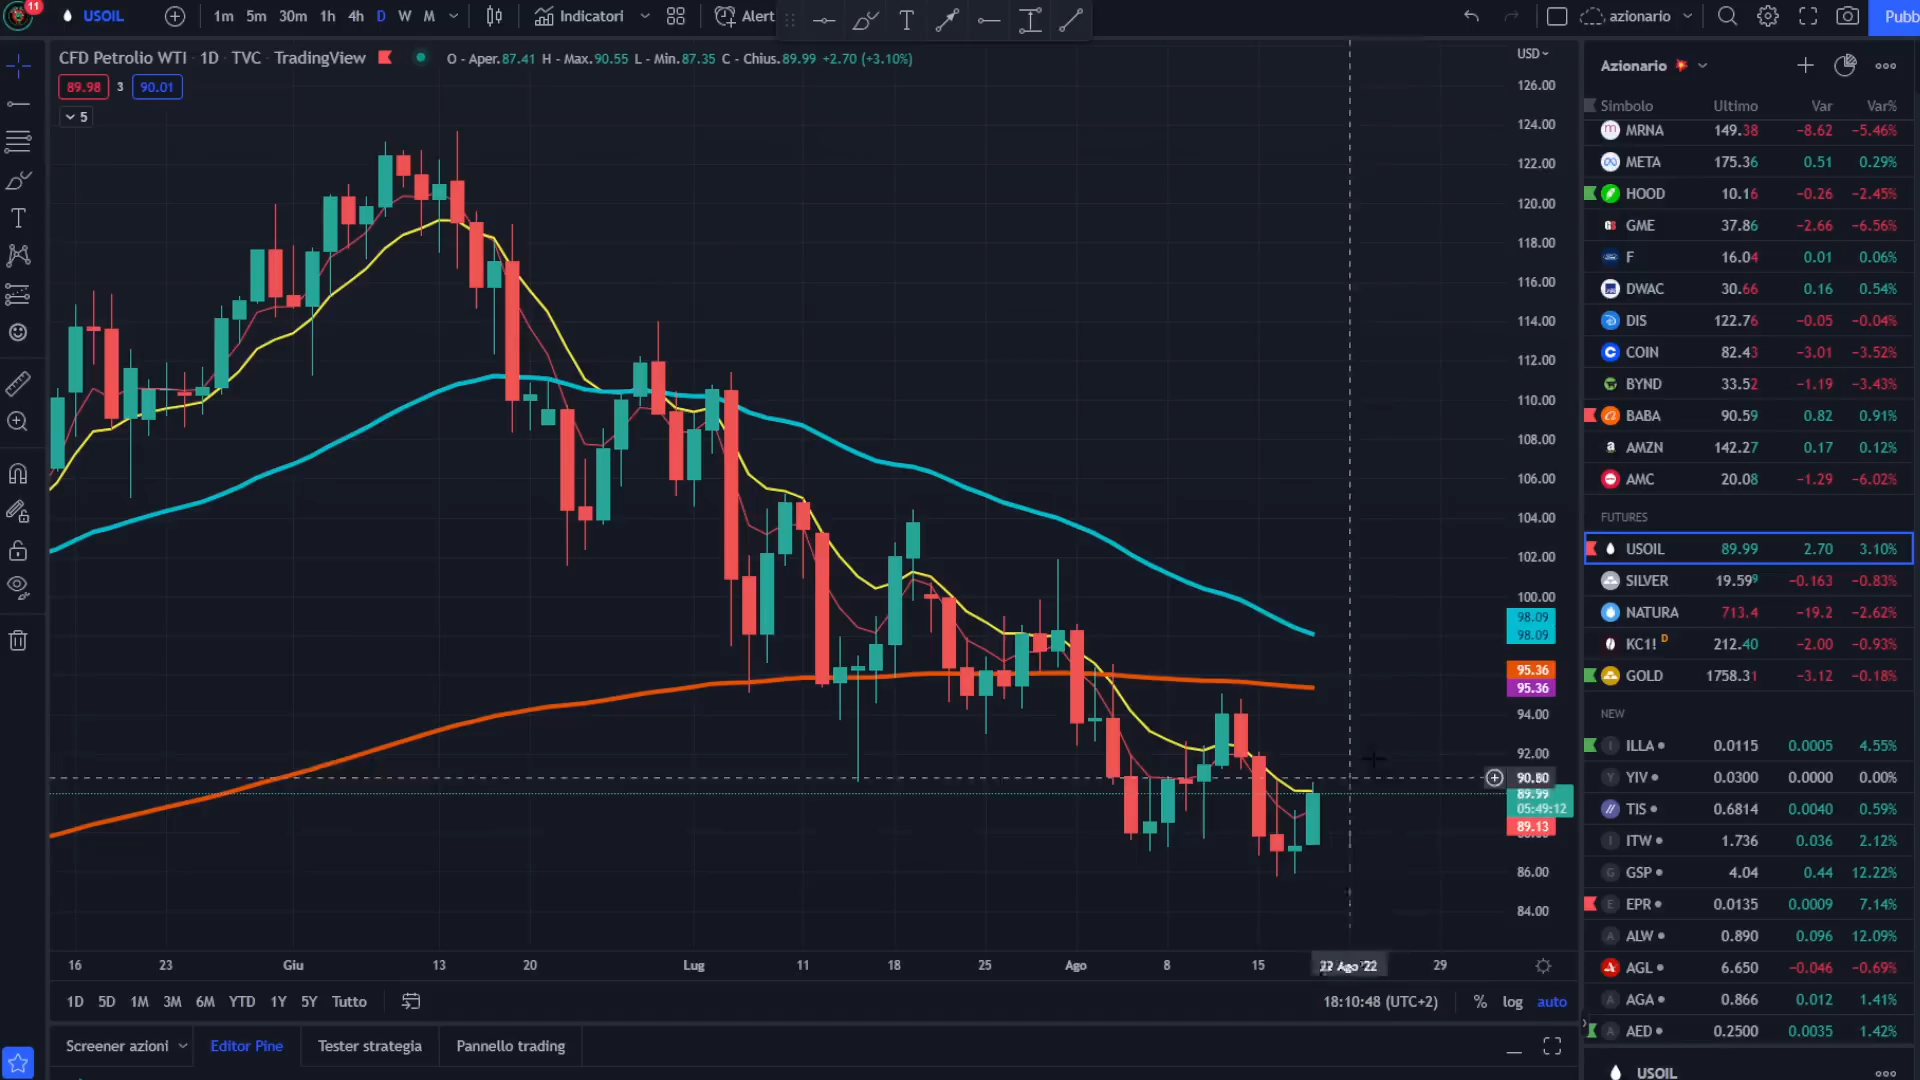 11
USOIL
1m 5m 30m 1h 4h D W M
Indicatori
Alert
azionario
Pubb
CFD Petrolio WTI · 1D · TVC · TradingView
O - Aper.87.41 H - Max.90.55 L - Min.87.35 C - Chius.89.99 +2.70 (+3.10%)
89.98 3 90.01
5
USD
126.00
124.00
122.00
120.00
118.00
116.00
114.00
112.00
110.00
108.00
106.00
104.00
102.00
100.00
98.09
98.09
95.36
95.36
94.00
92.00
90.80
89.99
05:49:12
89.13
86.00
84.00
16 23 Giu 13 20 Lug 11 18 25 Ago 8 15 22 Ago '22 29
1D 5D 1M 3M 6M YTD 1Y 5Y Tutto
18:10:48 (UTC+2) % log auto
Screener azioni Editor Pine Tester strategia Pannello trading
Azionario
Simbolo Ultimo Var Var%
MRNA 149.38 −8.62 −5.46%
META 175.36 0.51 0.29%
HOOD 10.16 −0.26 −2.45%
GME 37.86 −2.66 −6.56%
F 16.04 0.01 0.06%
DWAC 30.66 0.16 0.54%
DIS 122.76 −0.05 −0.04%
COIN 82.43 −3.01 −3.52%
BYND 33.52 −1.19 −3.43%
BABA 90.59 0.82 0.91%
AMZN 142.27 0.17 0.12%
AMC 20.08 −1.29 −6.02%
FUTURES
USOIL 89.99 2.70 3.10%
SILVER 19.599 −0.163 −0.83%
NATURA 713.4 −19.2 −2.62%
KC1! D 212.40 −2.00 −0.93%
GOLD 1758.31 −3.12 −0.18%
NEW
ILLA 0.0115 0.0005 4.55%
YIV 0.0300 0.0000 0.00%
TIS 0.6814 0.0040 0.59%
ITW 1.736 0.036 2.12%
GSP 4.04 0.44 12.22%
EPR 0.0135 0.0009 7.14%
ALW 0.890 0.096 12.09%
AGL 6.650 −0.046 −0.69%
AGA 0.866 0.012 1.41%
AED 0.2500 0.0035 1.42%
USOIL